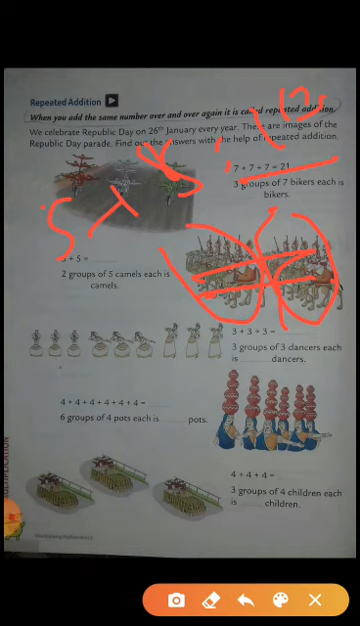 Repeated Addition
When you add the same number over and over again it is called repeated addition.
We celebrate Republic Day on 26th January every year. These are images of the
Republic Day parade. Find out the answers with the help of repeated addition.
7 + 7 + 7 = 21
3 groups of 7 bikers each is
bikers.
+ 5 =
2 groups of 5 camels each is
camels.
3 + 3 + 3 =
3 groups of 3 dancers each
is dancers.
4 + 4 + 4 + 4 + 4 + 4 =
6 groups of 4 pots each is pots.
4 + 4 + 4 =
3 groups of 4 children each
is children.
MULTIPLICATION